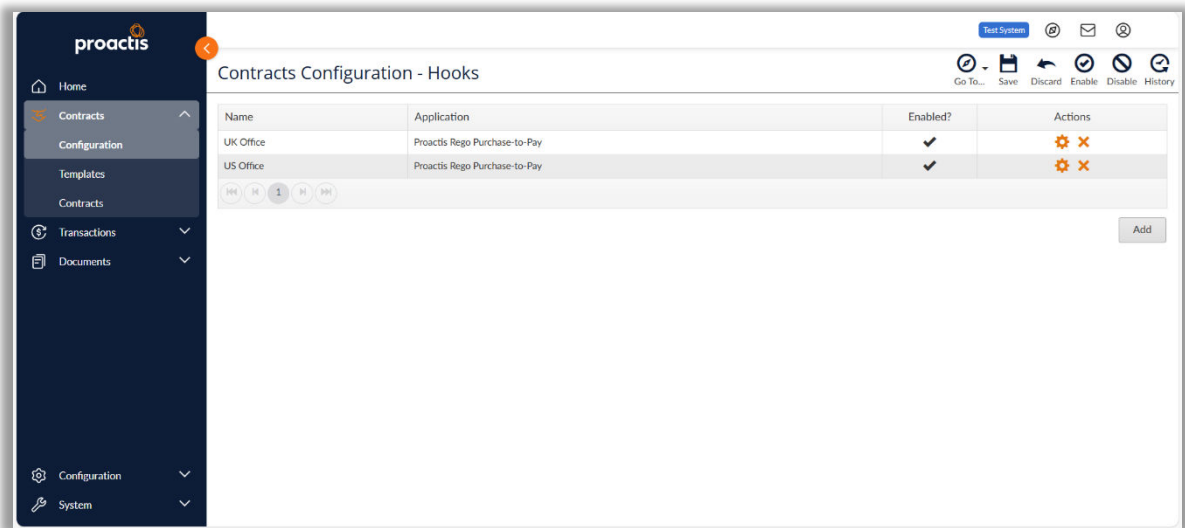 proactis
Test System
Contracts Configuration - Hooks
Go To... Save Discard Enable Disable History
Home
Contracts
Configuration
Templates
Contracts
Transactions
Documents
Configuration
System
Name Application Enabled? Actions
UK Office Proactis Rego Purchase-to-Pay
US Office Proactis Rego Purchase-to-Pay
1
Add